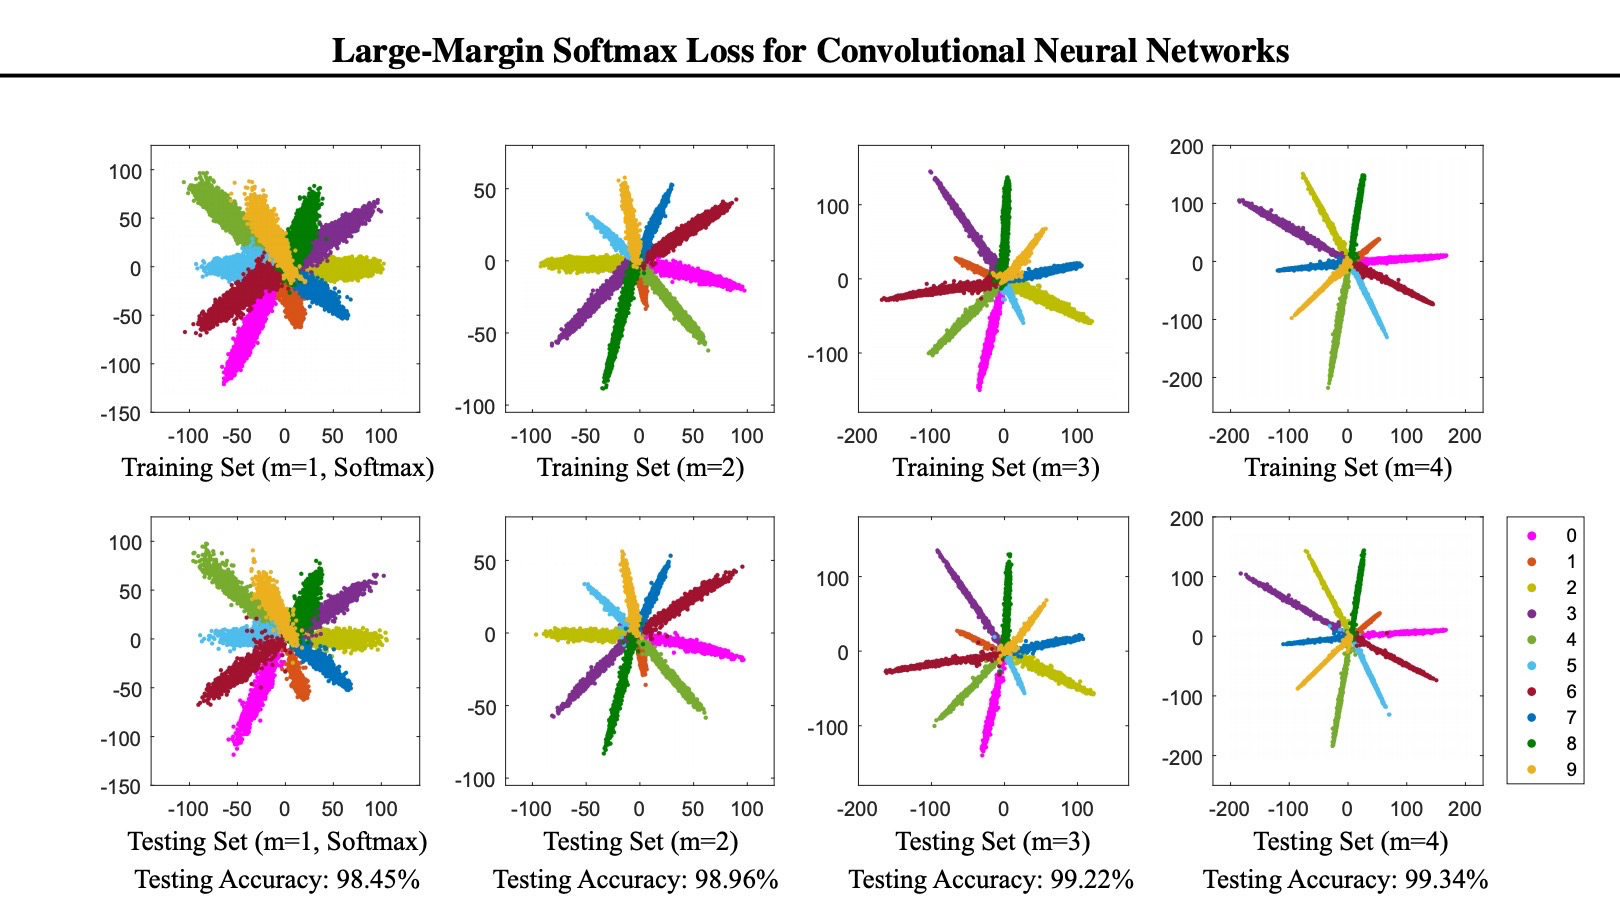 Large-Margin Softmax Loss for Convolutional Neural Networks
100
50
0
-50
-100
-150
-100 -50 0 50 100
Training Set (m=1, Softmax)
50
0
-50
-100
-100 -50 0 50 100
Training Set (m=2)
100
0
-100
-200 -100 0 100
Training Set (m=3)
200
100
0
-100
-200
-200 -100 0 100 200
Training Set (m=4)
100
50
0
-50
-100
-150
-100 -50 0 50 100
Testing Set (m=1, Softmax)
Testing Accuracy: 98.45%
50
0
-50
-100
-100 -50 0 50 100
Testing Set (m=2)
Testing Accuracy: 98.96%
100
0
-100
-200 -100 0 100
Testing Set (m=3)
Testing Accuracy: 99.22%
200
100
0
-100
-200
-200 -100 0 100 200
Testing Set (m=4)
Testing Accuracy: 99.34%
0
1
2
3
4
5
6
7
8
9